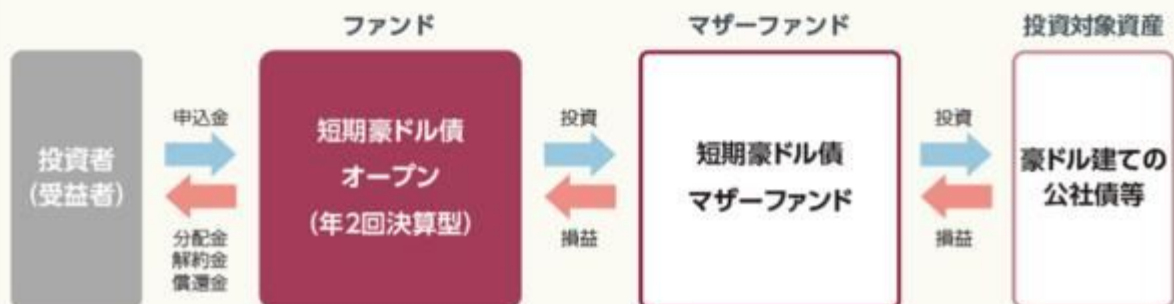 ファンド
マザーファンド
投資対象資産
投資者
(受益者)
申込金
分配金
解約金
償還金
短期豪ドル債
オープン
(年2回決算型)
投資
損益
短期豪ドル債
マザーファンド
投資
損益
豪ドル建ての
公社債等